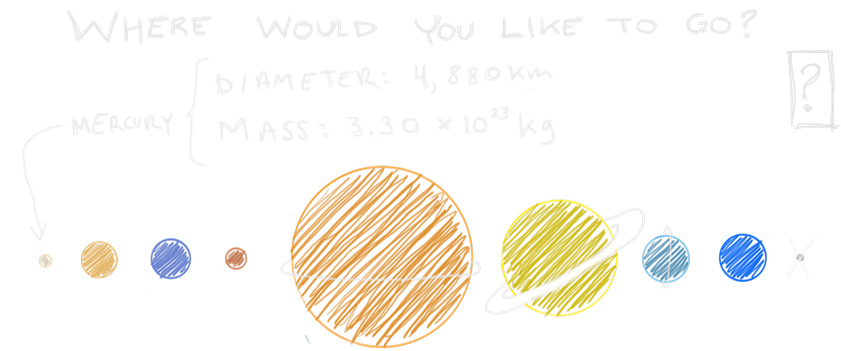 WHERE WOULD YOU LIKE TO GO?
DIAMETER: 4,880 km
?
MERCURY
MASS: 3.30 × 10²³ kg